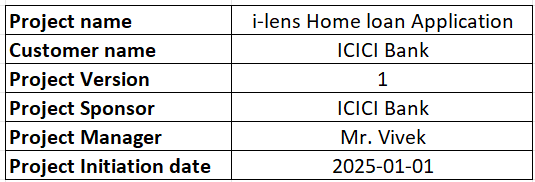 Project name i-lens Home loan Application
Customer name ICICI Bank
Project Version 1
Project Sponsor ICICI Bank
Project Manager Mr. Vivek
Project Initiation date 2025-01-01